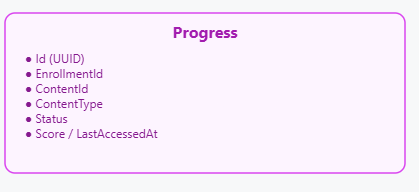 Progress
● Id (UUID)
● EnrollmentId
● ContentId
● ContentType
● Status
● Score / LastAccessedAt